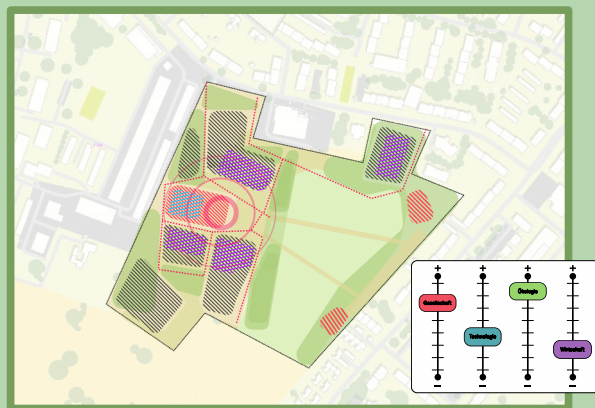 + + + +
Gesellschaft
Technologie
Ökologie
Wirtschaft
− − − −